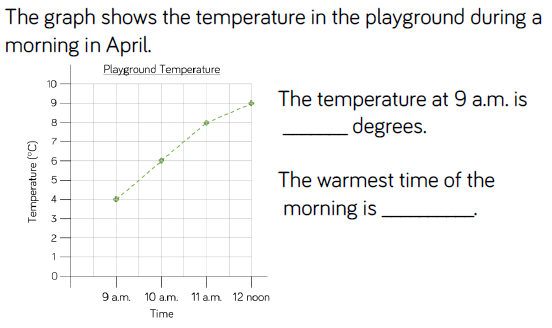 The graph shows the temperature in the playground during a
morning in April.
Playground Temperature
10
9
8
7
6
5
4
3
2
1
0
Temperature (°C)
9 a.m. 10 a.m. 11 a.m. 12 noon
Time
The temperature at 9 a.m. is
_______ degrees.
The warmest time of the
morning is __________.